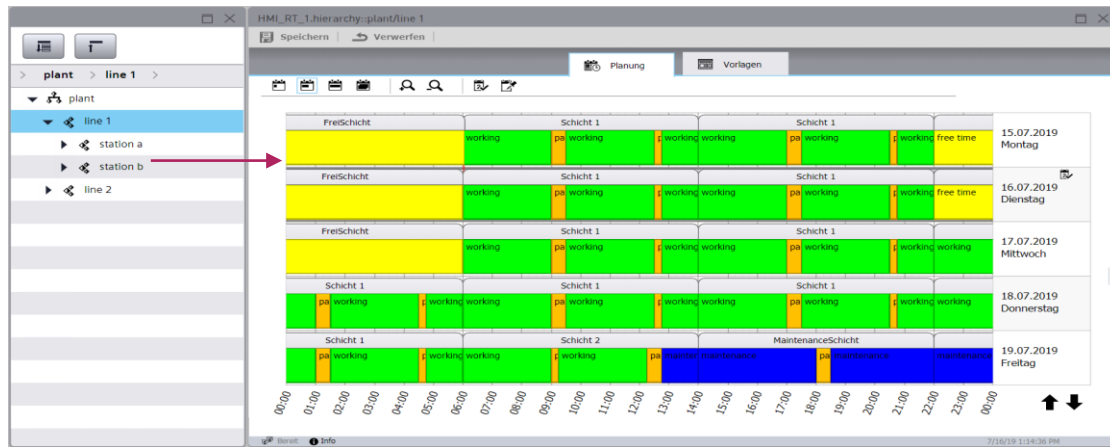 plant > line 1 >
plant
line 1
station a
station b
line 2
HMI_RT_1.hierarchy::plant/line 1
Speichern Verwerfen
Planung Vorlagen
FreiSchicht Schicht 1 Schicht 1
working pa working p working working pa working p working free time
15.07.2019
Montag
FreiSchicht Schicht 1 Schicht 1
working pa working p working working pa working p working free time
16.07.2019
Dienstag
FreiSchicht Schicht 1 Schicht 1
working pa working p working working pa working p working working
17.07.2019
Mittwoch
Schicht 1 Schicht 1 Schicht 1
pa working p working working pa working p working working pa working p working working
18.07.2019
Donnerstag
Schicht 1 Schicht 2 MaintenanceSchicht
pa working p working working p working pa mainter maintenance pa maintenance maintenance
19.07.2019
Freitag
00:00 01:00 02:00 03:00 04:00 05:00 06:00 07:00 08:00 09:00 10:00 11:00 12:00 13:00 14:00 15:00 16:00 17:00 18:00 19:00 20:00 21:00 22:00 23:00 00:00
Bereit Info 7/16/19 1:14:36 PM